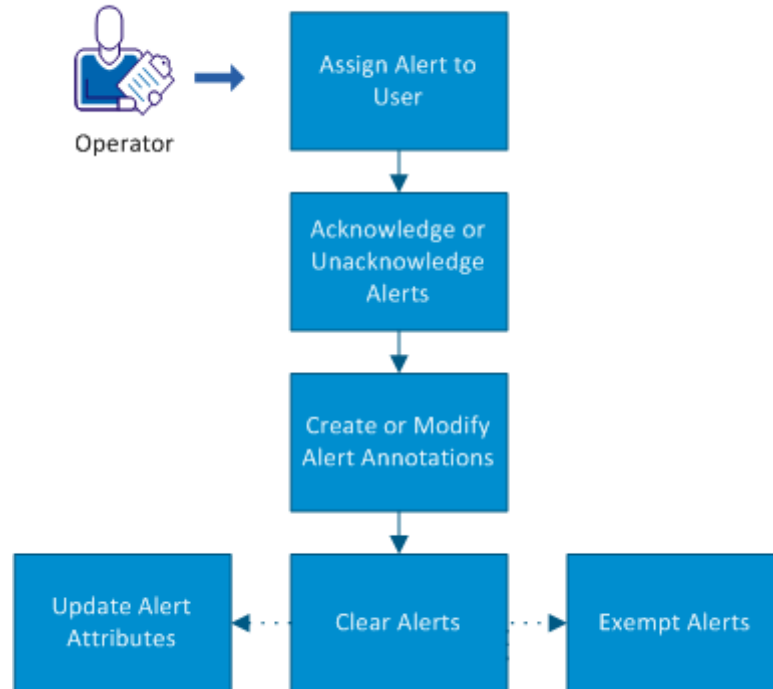 Operator
Assign Alert to
User
Acknowledge or
Unacknowledge
Alerts
Create or Modify
Alert Annotations
Update Alert
Attributes
Clear Alerts
Exempt Alerts